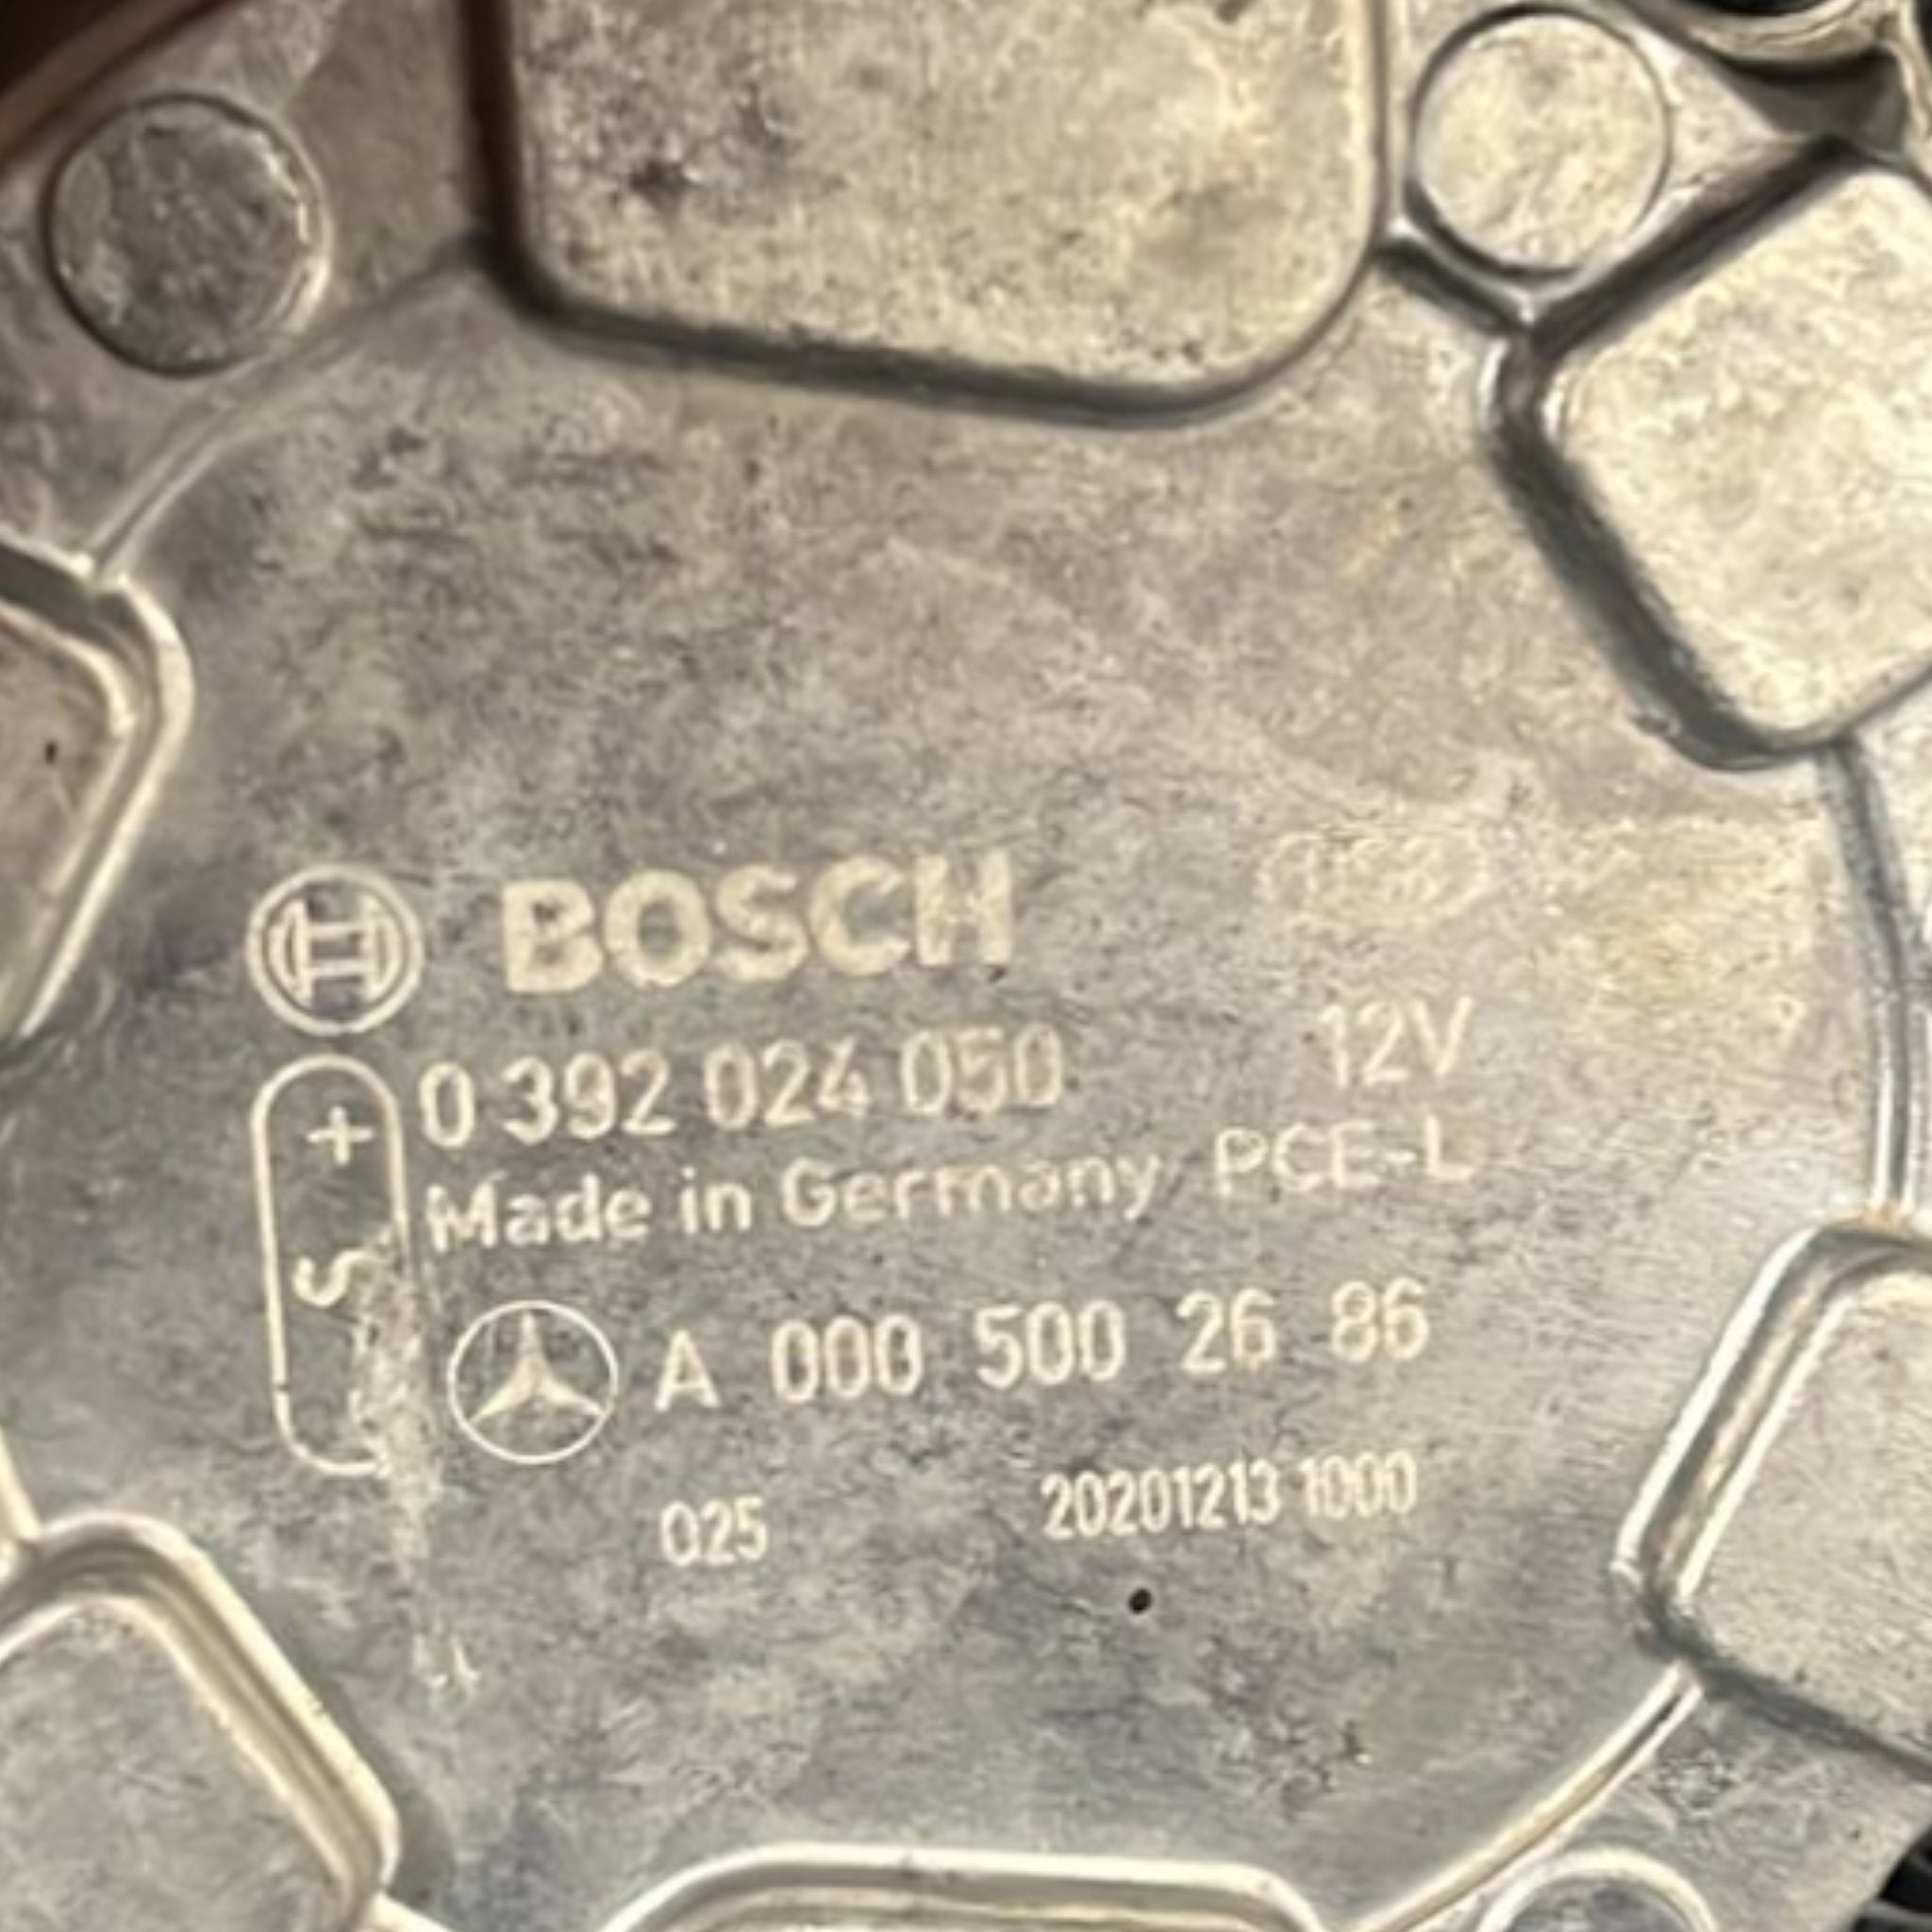 BOSCH
0 392 024 050 12V
Made in Germany PCE-L
+ S -
A 000 500 26 86
025 20201213 1000